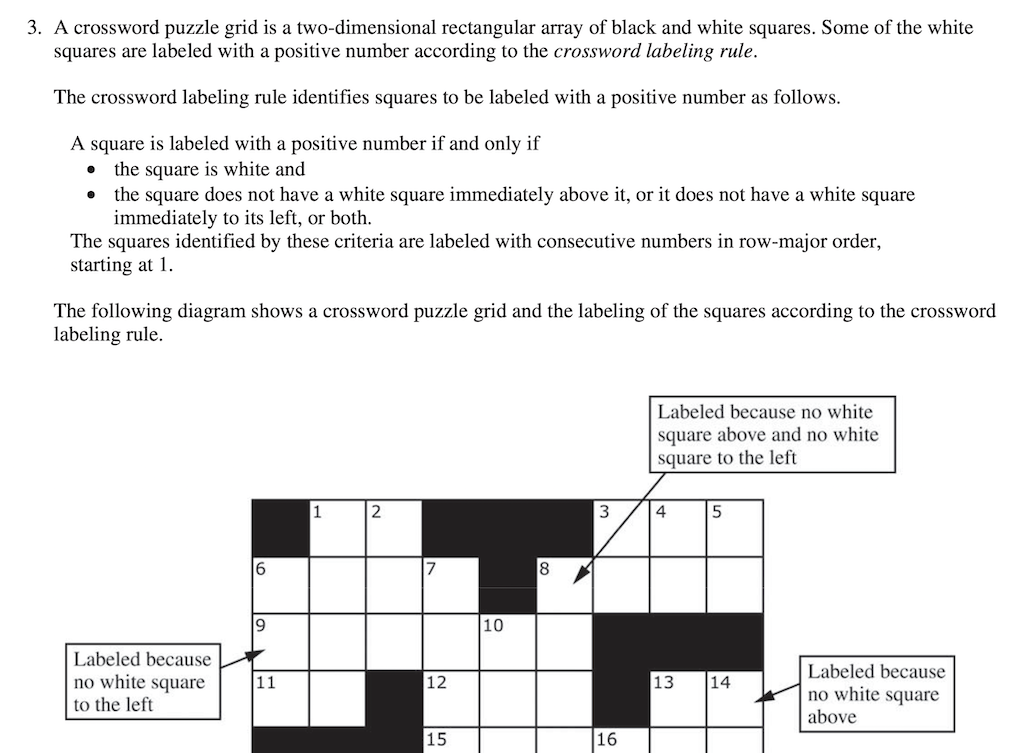 3. A crossword puzzle grid is a two-dimensional rectangular array of black and white squares. Some of the white
squares are labeled with a positive number according to the crossword labeling rule.
The crossword labeling rule identifies squares to be labeled with a positive number as follows.
A square is labeled with a positive number if and only if
• the square is white and
• the square does not have a white square immediately above it, or it does not have a white square
immediately to its left, or both.
The squares identified by these criteria are labeled with consecutive numbers in row-major order,
starting at 1.
The following diagram shows a crossword puzzle grid and the labeling of the squares according to the crossword
labeling rule.
Labeled because no white
square above and no white
square to the left
1 2 3 4 5
6 7 8
9 10
Labeled because
no white square
to the left
11 12 13 14
Labeled because
no white square
above
15 16